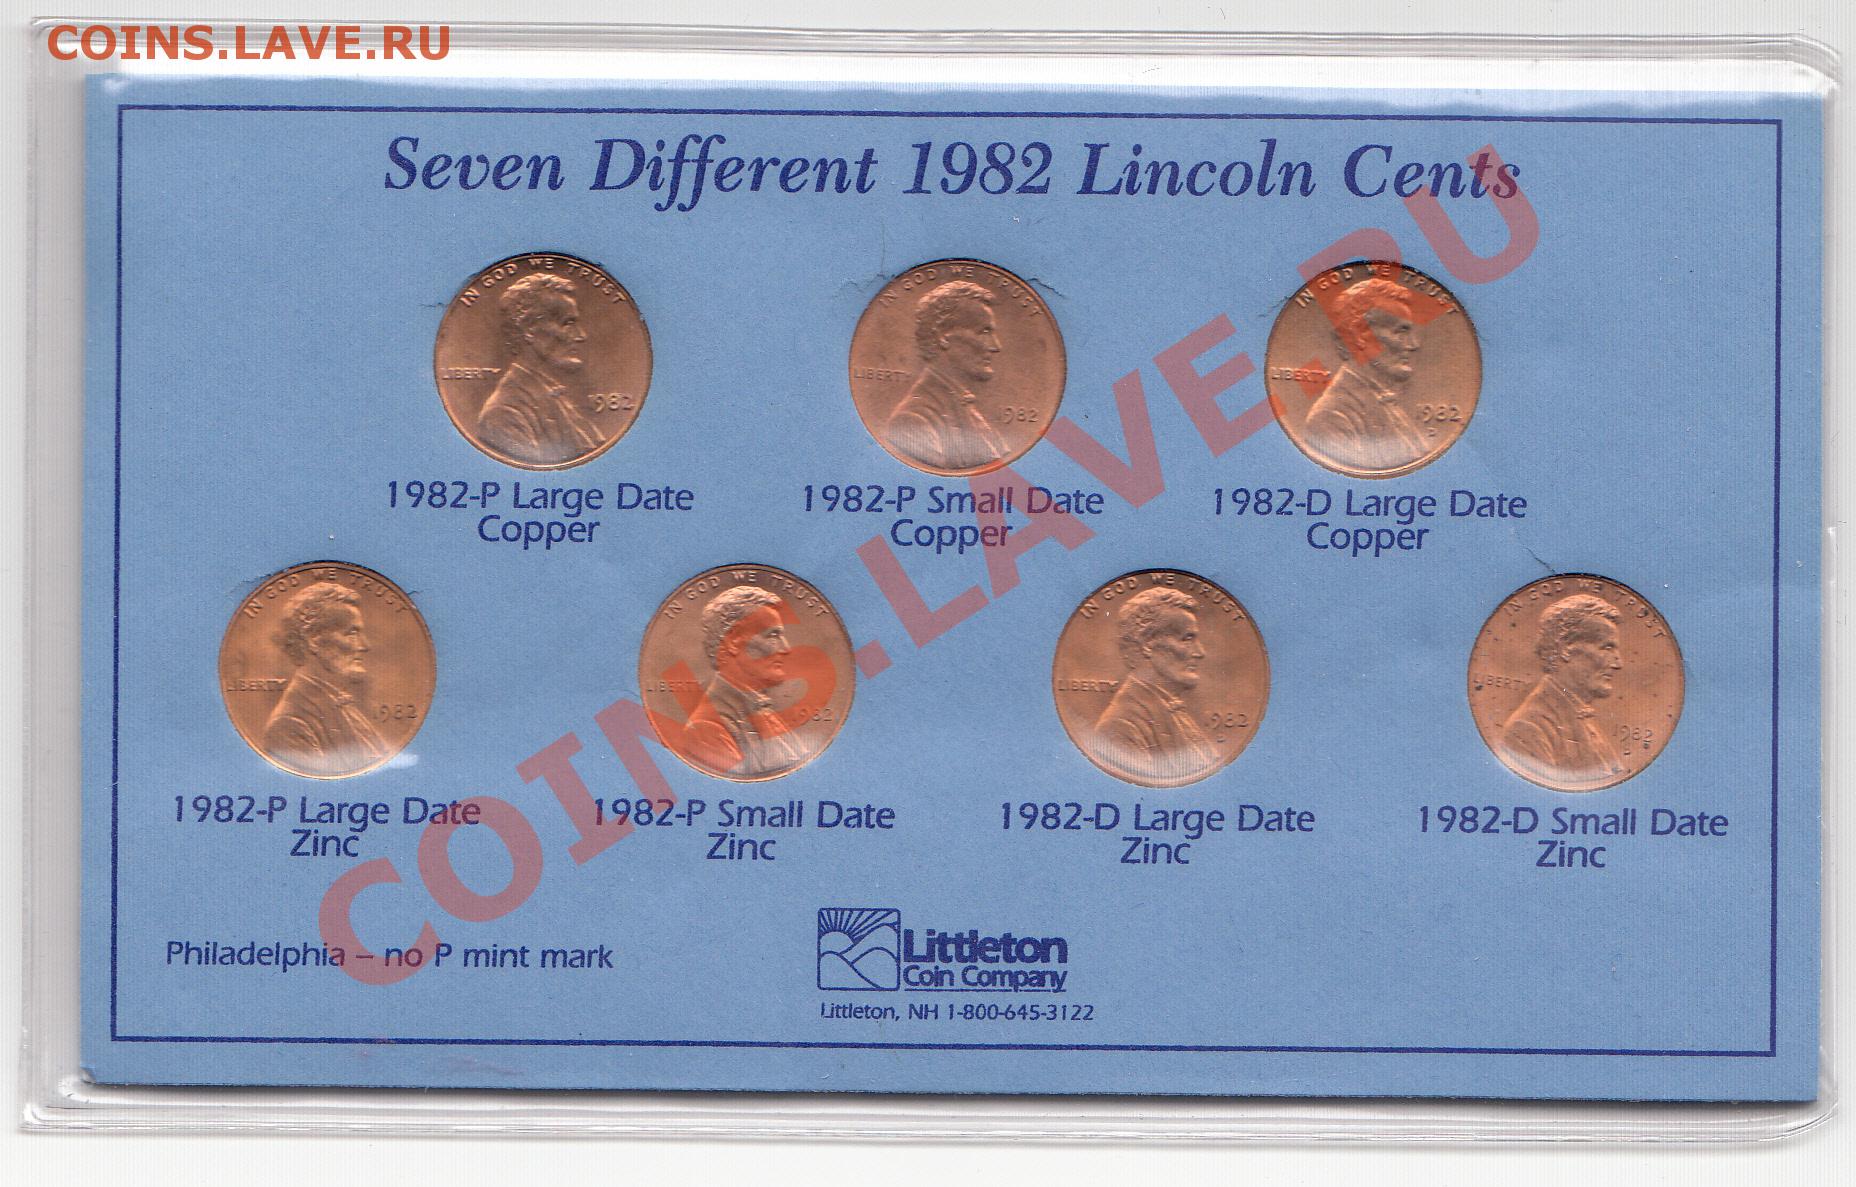 COINS.LAVE.RU
Seven Different 1982 Lincoln Cents
IN GOD WE TRUST
LIBERTY
1982
IN GOD WE TRUST
LIBERTY
1982
IN GOD WE TRUST
LIBERTY
1982
D
1982-P Large Date
Copper
1982-P Small Date
Copper
1982-D Large Date
Copper
IN GOD WE TRUST
LIBERTY
1982
IN GOD WE TRUST
LIBERTY
1982
IN GOD WE TRUST
LIBERTY
1982
D
IN GOD WE TRUST
LIBERTY
1982
D
1982-P Large Date
Zinc
1982-P Small Date
Zinc
1982-D Large Date
Zinc
1982-D Small Date
Zinc
COINS.LAVE.RU
Philadelphia – no P mint mark
Littleton
Coin Company
Littleton, NH 1-800-645-3122